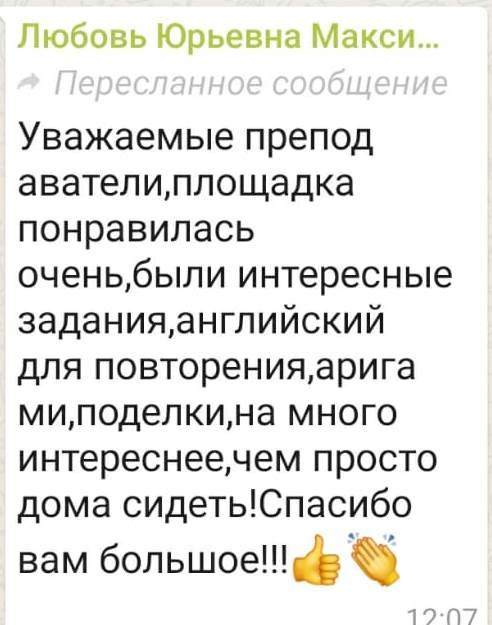 Любовь Юрьевна Макси...
Пересланное сообщение
Уважаемые препод
аватели,площадка
понравилась
очень,были интересные
задания,английский
для повторения,арига
ми,поделки,на много
интереснее,чем просто
дома сидеть!Спасибо
вам большое!!!👍👏
12:07